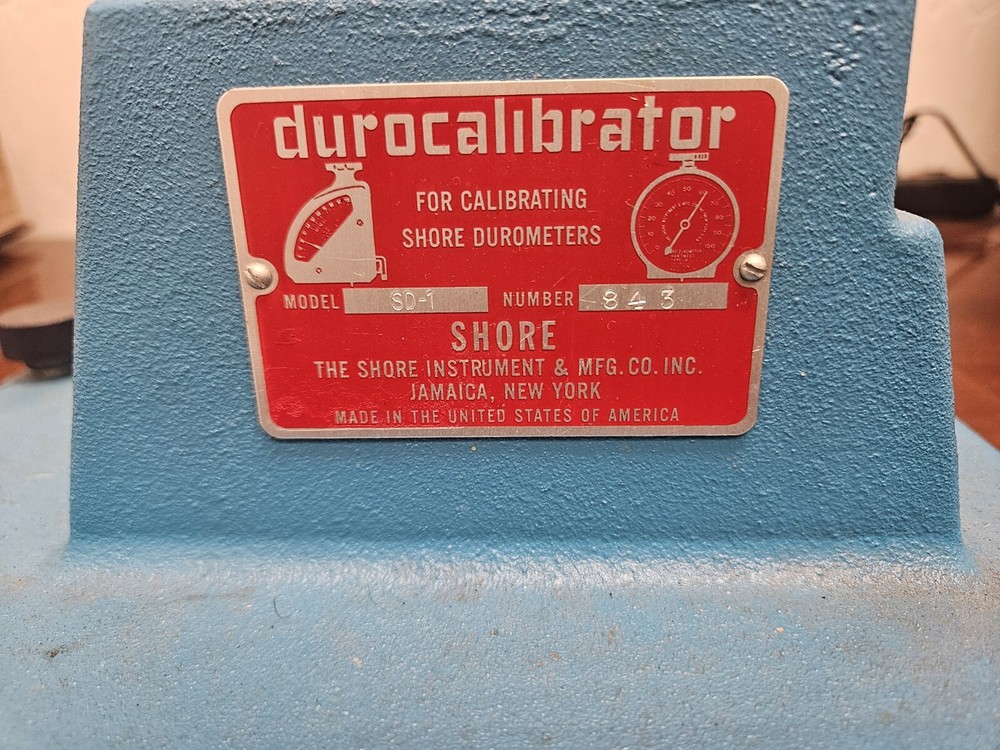 durocalibrator
FOR CALIBRATING
SHORE DUROMETERS
MODEL SD-1 NUMBER 843
SHORE
THE SHORE INSTRUMENT & MFG. CO. INC.
JAMAICA, NEW YORK
MADE IN THE UNITED STATES OF AMERICA